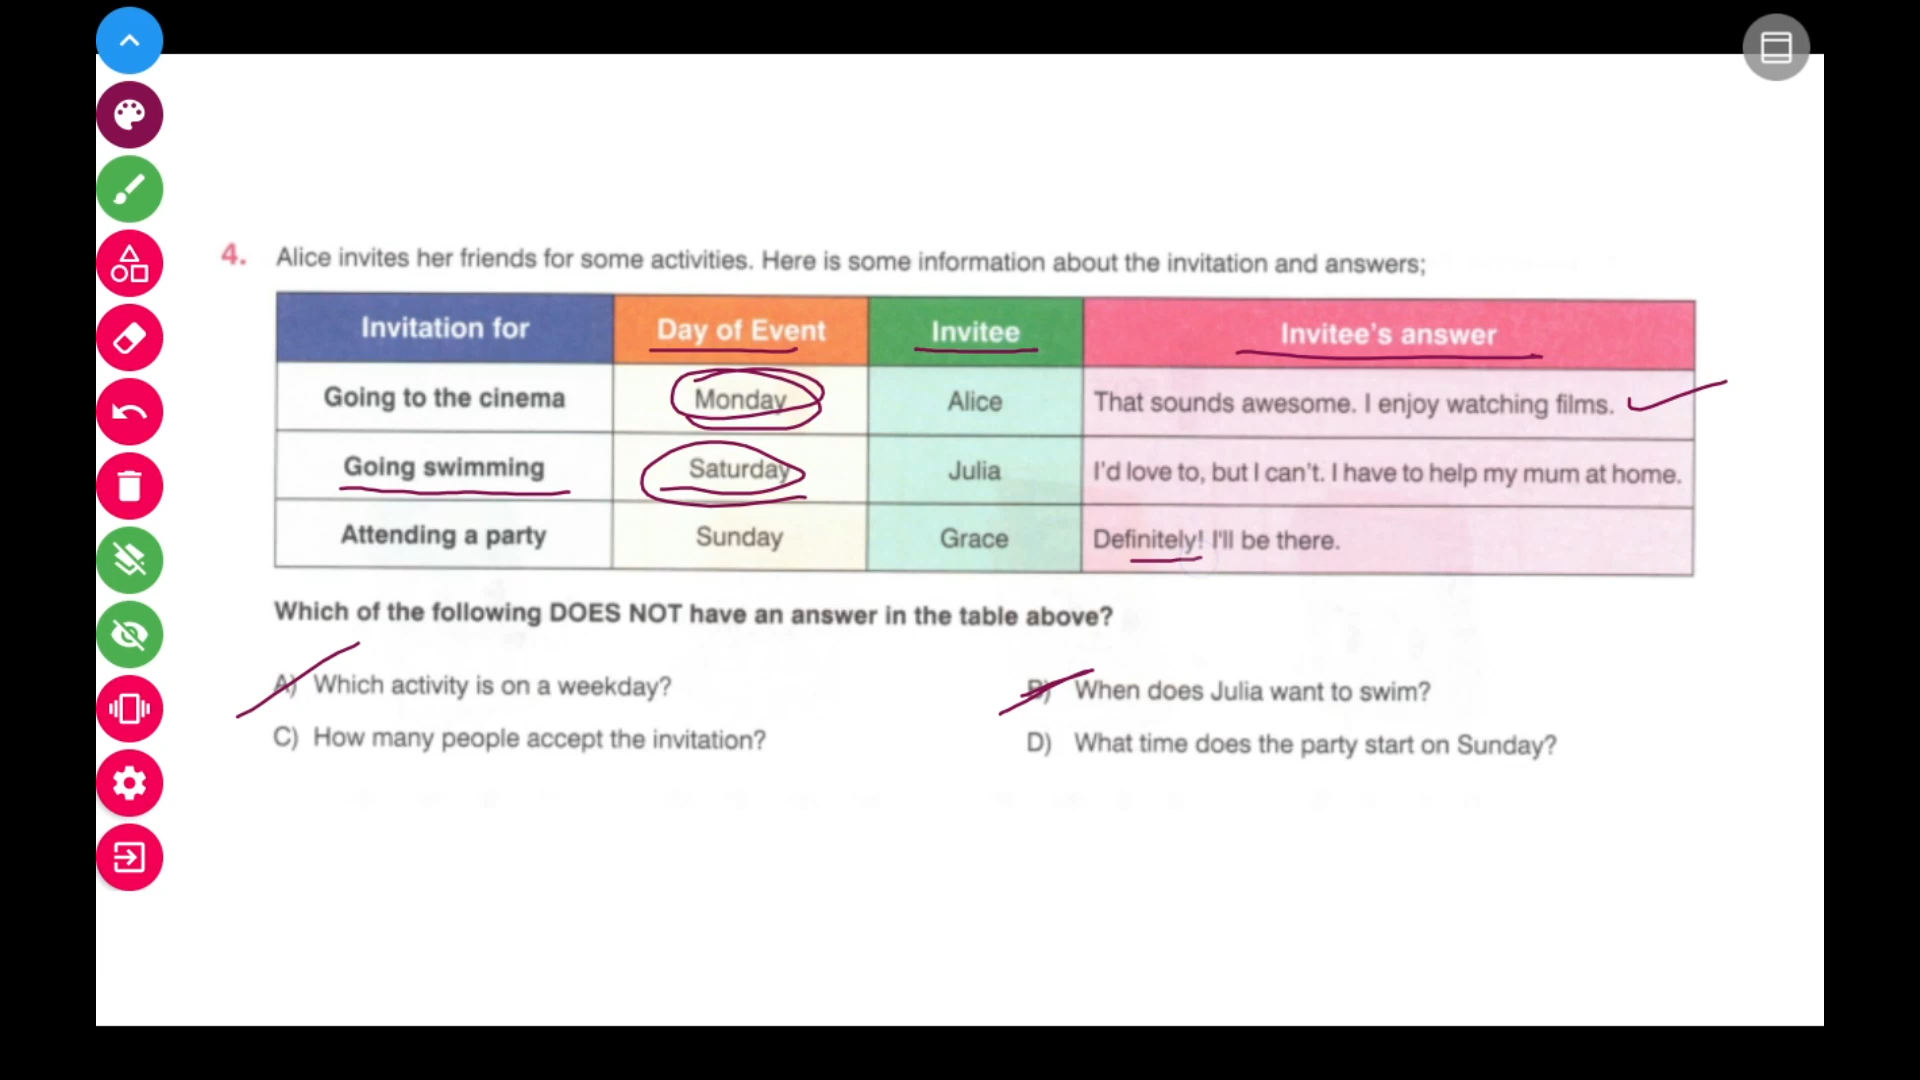 4. Alice invites her friends for some activities. Here is some information about the invitation and answers;
Invitation for Day of Event Invitee Invitee's answer
Going to the cinema Monday Alice That sounds awesome. I enjoy watching films.
Going swimming Saturday Julia I'd love to, but I can't. I have to help my mum at home.
Attending a party Sunday Grace Definitely! I'll be there.
Which of the following DOES NOT have an answer in the table above?
A) Which activity is on a weekday? B) When does Julia want to swim?
C) How many people accept the invitation? D) What time does the party start on Sunday?